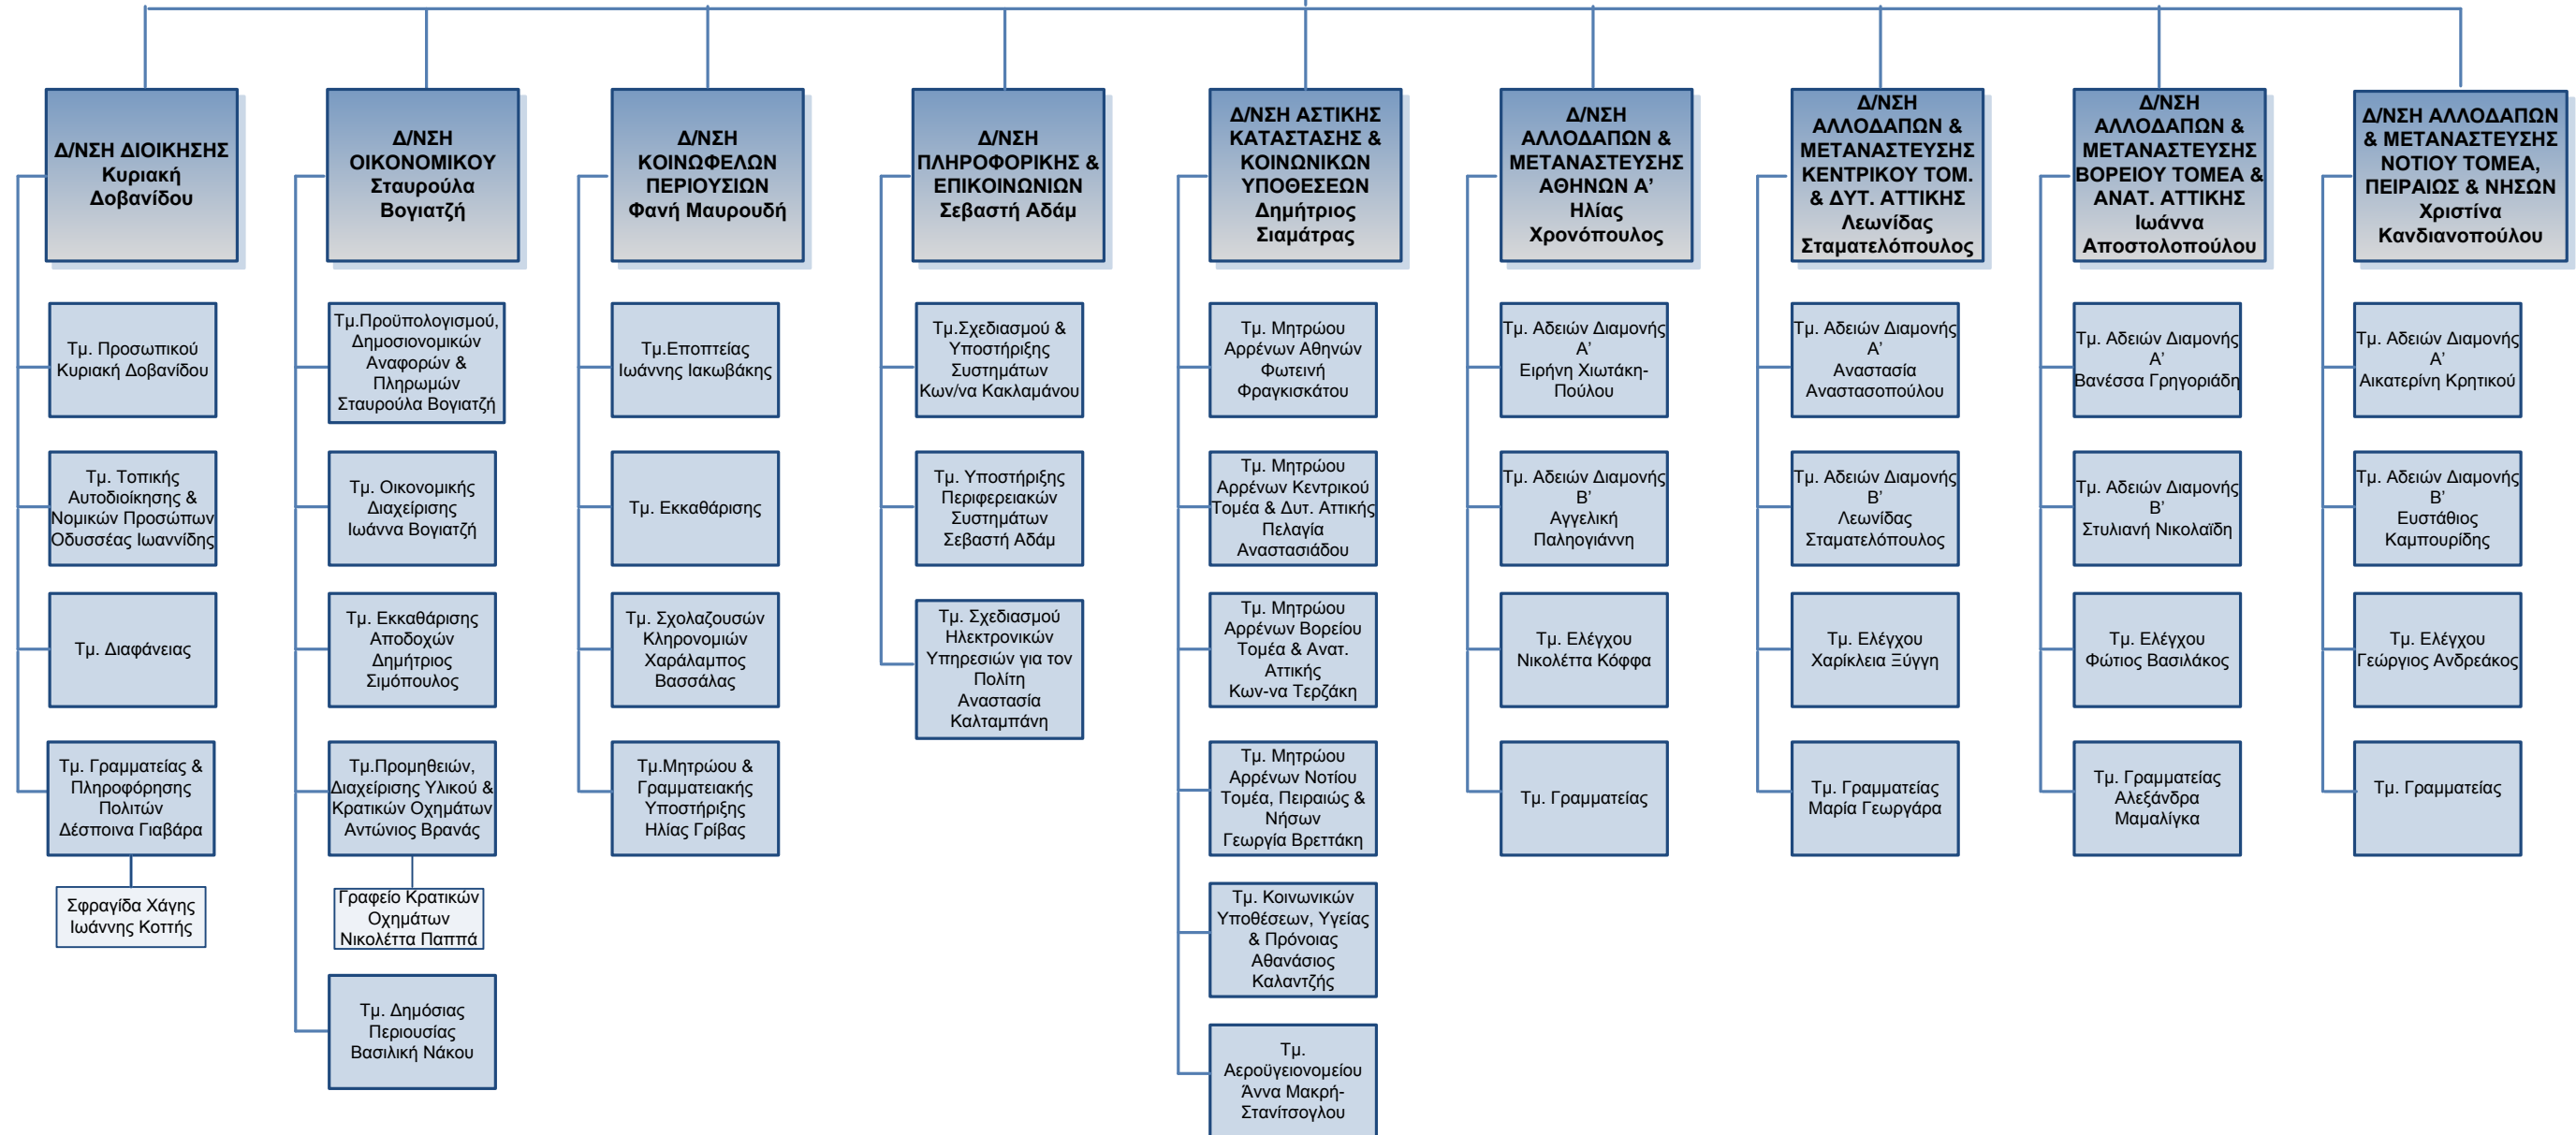 Δ/ΝΣΗ ΔΙΟΙΚΗΣΗΣ
Κυριακή
Δοβανίδου
Τμ. Προσωπικού
Κυριακή Δοβανίδου
Τμ. Τοπικής
Αυτοδιοίκησης &
Νομικών Προσώπων
Οδυσσέας Ιωαννίδης
Τμ. Διαφάνειας
Τμ. Γραμματείας &
Πληροφόρησης
Πολιτών
Δέσποινα Γιαβάρα
Σφραγίδα Χάγης
Ιωάννης Κοττής
Δ/ΝΣΗ
ΟΙΚΟΝΟΜΙΚΟΥ
Σταυρούλα
Βογιατζή
Τμ.Προϋπολογισμού,
Δημοσιονομικών
Αναφορών &
Πληρωμών
Σταυρούλα Βογιατζή
Τμ. Οικονομικής
Διαχείρισης
Ιωάννα Βογιατζή
Τμ. Εκκαθάρισης
Αποδοχών
Δημήτριος
Σιμόπουλος
Τμ.Προμηθειών,
Διαχείρισης Υλικού &
Κρατικών Οχημάτων
Αντώνιος Βρανάς
Γραφείο Κρατικών
Οχημάτων
Νικολέττα Παππά
Τμ. Δημόσιας
Περιουσίας
Βασιλική Νάκου
Δ/ΝΣΗ
ΚΟΙΝΩΦΕΛΩΝ
ΠΕΡΙΟΥΣΙΩΝ
Φανή Μαυρουδή
Τμ.Εποπτείας
Ιωάννης Ιακωβάκης
Τμ. Εκκαθάρισης
Τμ. Σχολαζουσών
Κληρονομιών
Χαράλαμπος
Βασσάλας
Τμ.Μητρώου &
Γραμματειακής
Υποστήριξης
Ηλίας Γρίβας
Δ/ΝΣΗ
ΠΛΗΡΟΦΟΡΙΚΗΣ &
ΕΠΙΚΟΙΝΩΝΙΩΝ
Σεβαστή Αδάμ
Τμ.Σχεδιασμού &
Υποστήριξης
Συστημάτων
Κων/να Κακλαμάνου
Τμ. Υποστήριξης
Περιφερειακών
Συστημάτων
Σεβαστή Αδάμ
Τμ. Σχεδιασμού
Ηλεκτρονικών
Υπηρεσιών για τον
Πολίτη
Αναστασία
Καλταμπάνη
Δ/ΝΣΗ ΑΣΤΙΚΗΣ
ΚΑΤΑΣΤΑΣΗΣ &
ΚΟΙΝΩΝΙΚΩΝ
ΥΠΟΘΕΣΕΩΝ
Δημήτριος
Σιαμάτρας
Τμ. Μητρώου
Αρρένων Αθηνών
Φωτεινή
Φραγκισκάτου
Τμ. Μητρώου
Αρρένων Κεντρικού
Τομέα & Δυτ. Αττικής
Πελαγία
Αναστασιάδου
Τμ. Μητρώου
Αρρένων Βορείου
Τομέα & Ανατ.
Αττικής
Κων-να Τερζάκη
Τμ. Μητρώου
Αρρένων Νοτίου
Τομέα, Πειραιώς &
Νήσων
Γεωργία Βρεττάκη
Τμ. Κοινωνικών
Υποθέσεων, Υγείας
& Πρόνοιας
Αθανάσιος
Καλαντζής
Τμ.
Αεροϋγειονομείου
Άννα Μακρή-
Στανίτσογλου
Δ/ΝΣΗ
ΑΛΛΟΔΑΠΩΝ &
ΜΕΤΑΝΑΣΤΕΥΣΗΣ
ΑΘΗΝΩΝ Α’
Ηλίας
Χρονόπουλος
Τμ. Αδειών Διαμονής
Α’
Ειρήνη Χιωτάκη-
Πούλου
Τμ. Αδειών Διαμονής
Β’
Αγγελική
Παληογιάννη
Τμ. Ελέγχου
Νικολέττα Κόφφα
Τμ. Γραμματείας
Δ/ΝΣΗ
ΑΛΛΟΔΑΠΩΝ &
ΜΕΤΑΝΑΣΤΕΥΣΗΣ
ΚΕΝΤΡΙΚΟΥ ΤΟΜ.
& ΔΥΤ. ΑΤΤΙΚΗΣ
Λεωνίδας
Σταματελόπουλος
Τμ. Αδειών Διαμονής
Α’
Αναστασία
Αναστασοπούλου
Τμ. Αδειών Διαμονής
Β’
Λεωνίδας
Σταματελόπουλος
Τμ. Ελέγχου
Χαρίκλεια Ξύγγη
Τμ. Γραμματείας
Μαρία Γεωργάρα
Δ/ΝΣΗ
ΑΛΛΟΔΑΠΩΝ &
ΜΕΤΑΝΑΣΤΕΥΣΗΣ
ΒΟΡΕΙΟΥ ΤΟΜΕΑ &
ΑΝΑΤ. ΑΤΤΙΚΗΣ
Ιωάννα
Αποστολοπούλου
Τμ. Αδειών Διαμονής
Α’
Βανέσσα Γρηγοριάδη
Τμ. Αδειών Διαμονής
Β’
Στυλιανή Νικολαϊδη
Τμ. Ελέγχου
Φώτιος Βασιλάκος
Τμ. Γραμματείας
Αλεξάνδρα
Μαμαλίγκα
Δ/ΝΣΗ ΑΛΛΟΔΑΠΩΝ
& ΜΕΤΑΝΑΣΤΕΥΣΗΣ
ΝΟΤΙΟΥ ΤΟΜΕΑ,
ΠΕΙΡΑΙΩΣ & ΝΗΣΩΝ
Χριστίνα
Κανδιανοπούλου
Τμ. Αδειών Διαμονής
Α’
Αικατερίνη Κρητικού
Τμ. Αδειών Διαμονής
Β’
Ευστάθιος
Καμπουρίδης
Τμ. Ελέγχου
Γεώργιος Ανδρεάκος
Τμ. Γραμματείας